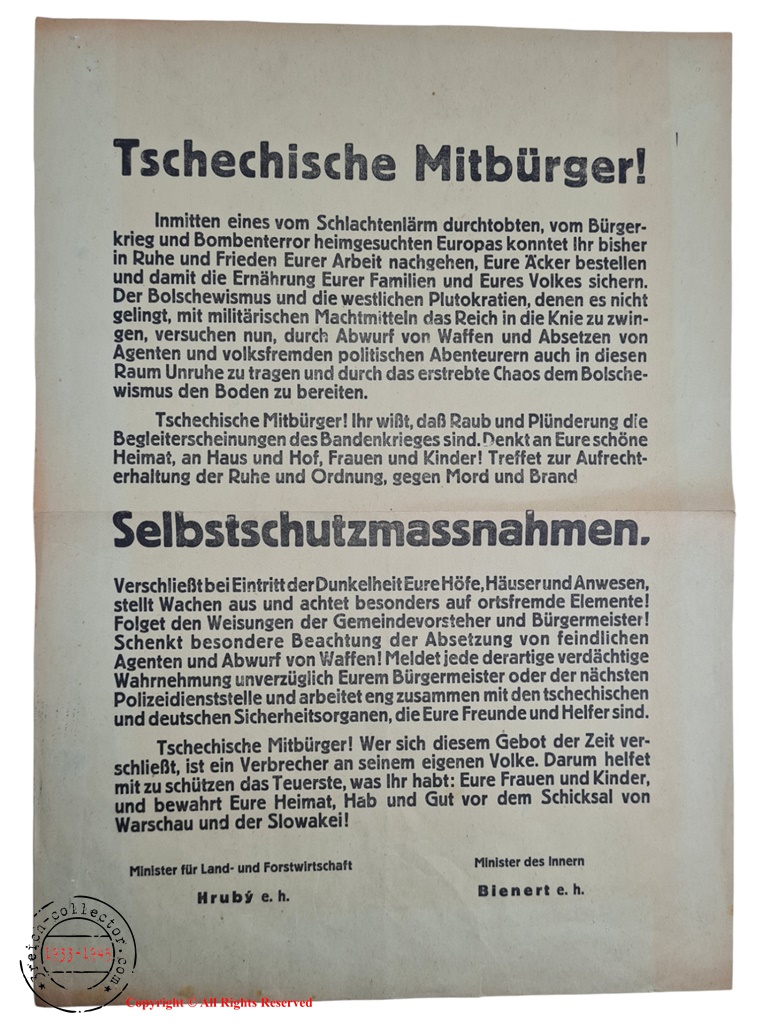 Tschechische Mitbürger!
Inmitten eines vom Schlachtenlärm durchtobten, vom Bürger-
krieg und Bombenterror heimgesuchten Europas konntet Ihr bisher
in Ruhe und Frieden Eurer Arbeit nachgehen, Eure Äcker bestellen
und damit die Ernährung Eurer Familien und Eures Volkes sichern.
Der Bolschewismus und die westlichen Plutokratien, denen es nicht
gelingt, mit militärischen Machtmitteln das Reich in die Knie zu zwin-
gen, versuchen nun, durch Abwurf von Waffen und Absetzen von
Agenten und volksfremden politischen Abenteurern auch in diesen
Raum Unruhe zu tragen und durch das erstrebte Chaos dem Bolsche-
wismus den Boden zu bereiten.
Tschechische Mitbürger! Ihr wißt, daß Raub und Plünderung die
Begleiterscheinungen des Bandenkrieges sind. Denkt an Eure schöne
Heimat, an Haus und Hof, Frauen und Kinder! Treffet zur Aufrecht-
erhaltung der Ruhe und Ordnung, gegen Mord und Brand
Selbstschutzmassnahmen.
Verschließt bei Eintritt der Dunkelheit Eure Höfe, Häuser und Anwesen,
stellt Wachen aus und achtet besonders auf ortsfremde Elemente!
Folget den Weisungen der Gemeindevorsteher und Bürgermeister!
Schenkt besondere Beachtung der Absetzung von feindlichen
Agenten und Abwurf von Waffen! Meldet jede derartige verdächtige
Wahrnehmung unverzüglich Eurem Bürgermeister oder der nächsten
Polizeidienststelle und arbeitet eng zusammen mit den tschechischen
und deutschen Sicherheitsorganen, die Eure Freunde und Helfer sind.
Tschechische Mitbürger! Wer sich diesem Gebot der Zeit ver-
schließt, ist ein Verbrecher an seinem eigenen Volke. Darum helfet
mit zu schützen das Teuerste, was Ihr habt: Eure Frauen und Kinder,
und bewahrt Eure Heimat, Hab und Gut vor dem Schicksal von
Warschau und der Slowakei!
Minister für Land- und Forstwirtschaft
Hrubý e. h.
Minister des Innern
Bienert e. h.
3reich-collector.com
1933-1945
Copyright © All Rights Reserved